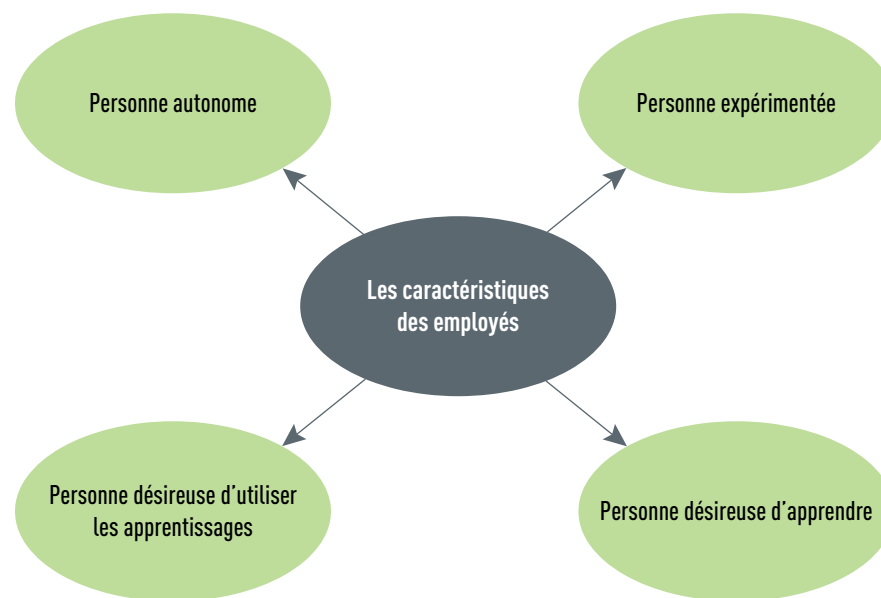 Personne autonome
Personne expérimentée
Les caractéristiques
des employés
Personne désireuse d’utiliser
les apprentissages
Personne désireuse d’apprendre